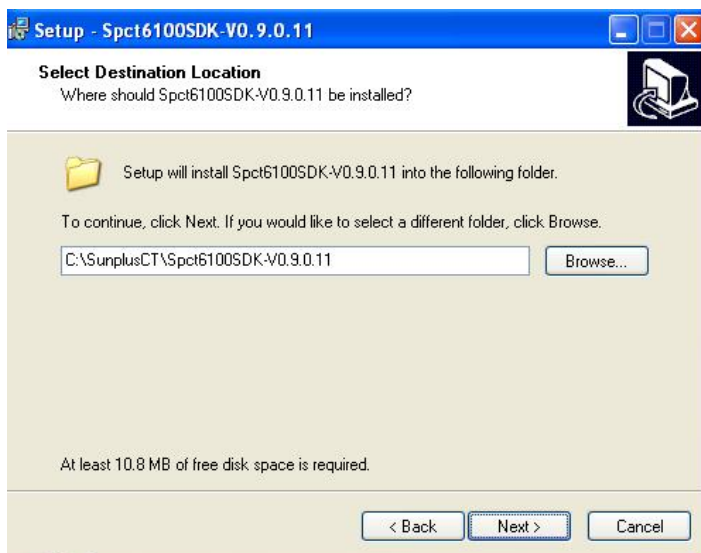 Setup - Spct6100SDK-V0.9.0.11
Select Destination Location
Where should Spct6100SDK-V0.9.0.11 be installed?
Setup will install Spct6100SDK-V0.9.0.11 into the following folder.
To continue, click Next. If you would like to select a different folder, click Browse.
C:\SunplusCT\Spct6100SDK-V0.9.0.11
Browse...
At least 10.8 MB of free disk space is required.
< Back
Next >
Cancel